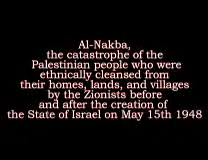 Al-Nakba,
the catastrophe of the
Palestinian people who were
ethnically cleansed from
their homes, lands, and villages
by the Zionists before
and after the creation of
the State of Israel on May 15th 1948